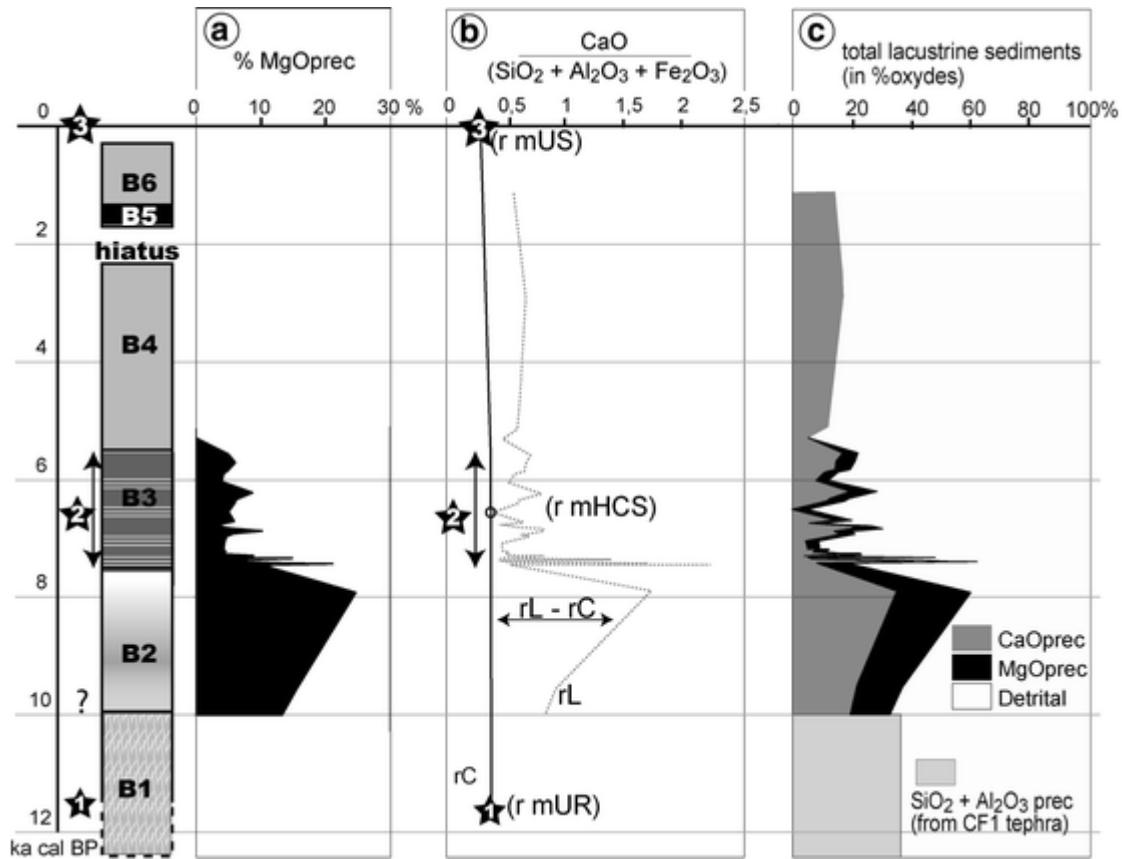 a
% MgOprec
0 10 20 30 %
b
CaO
(SiO2 + Al2O3 + Fe2O3)
0 0,5 1 1,5 2 2,5
c
total lacustrine sediments
(in %oxydes)
0 20 40 60 80 100%
0
2
4
6
8
10
12
ka cal BP
3
2
?
1
B6
B5
hiatus
B4
B3
B2
B1
3 (r mUS)
2
(r mHCS)
rL - rC
rL
rC
1 (r mUR)
CaOprec
MgOprec
Detrital
SiO2 + Al2O3 prec
(from CF1 tephra)